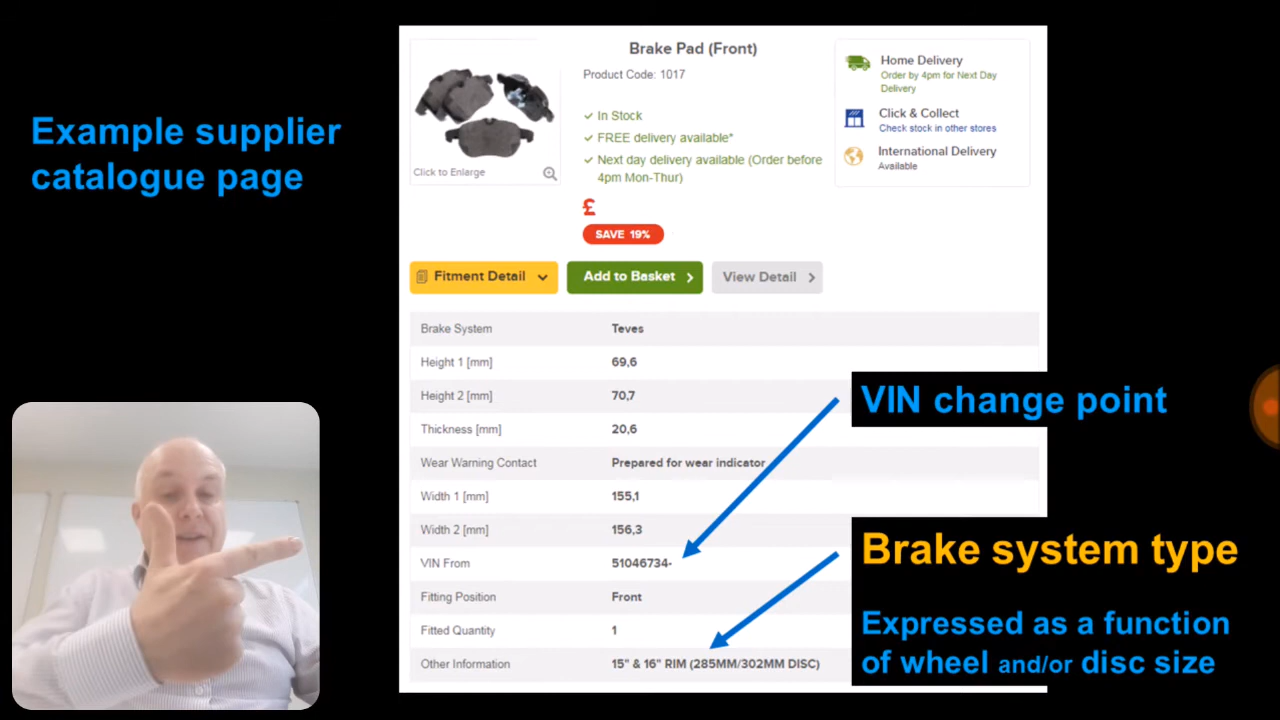 Example supplier
catalogue page
Brake Pad (Front)
Product Code: 1017
In Stock
FREE delivery available*
Next day delivery available (Order before
4pm Mon-Thur)
£
SAVE 19%
Click to Enlarge
Home Delivery
Order by 4pm for Next Day
Delivery
Click & Collect
Check stock in other stores
International Delivery
Available
Fitment Detail
Add to Basket
View Detail
Brake System Teves
Height 1 [mm] 69,6
Height 2 [mm] 70,7
Thickness [mm] 20,6
Wear Warning Contact Prepared for wear indicator
Width 1 [mm] 155,1
Width 2 [mm] 156,3
VIN From 51046734-
Fitting Position Front
Fitted Quantity 1
Other Information 15" & 16" RIM (285MM/302MM DISC)
VIN change point
Brake system type
Expressed as a function
of wheel and/or disc size